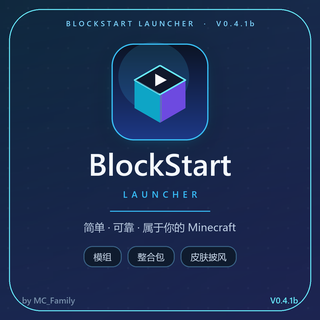 BLOCKSTART LAUNCHER · V0.4.1b
BlockStart
LAUNCHER
简单 · 可靠 · 属于你的 Minecraft
模组 整合包 皮肤披风
by MC_Family V0.4.1b